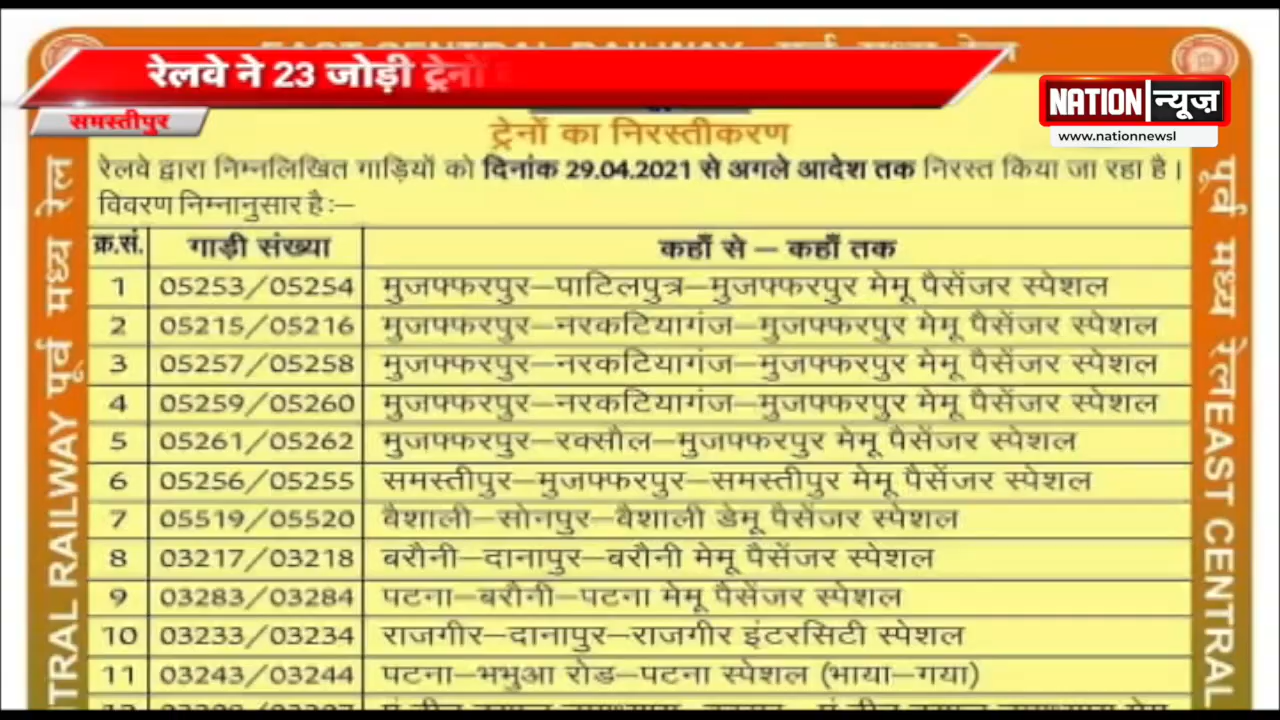 रेलवे ने 23 जोड़ी ट्रेनों
समस्तीपुर
NATION न्यूज़
www.nationnewsl
ट्रेनों का निरस्तीकरण
रेलवे द्वारा निम्नलिखित गाड़ियों को दिनांक 29.04.2021 से अगले आदेश तक निरस्त किया जा रहा है।
विवरण निम्नानुसार है :—
क्र.सं. गाड़ी संख्या कहाँ से – कहाँ तक
1 05253/05254 मुजफ्फरपुर–पाटिलपुत्र–मुजफ्फरपुर मेमू पैसेंजर स्पेशल
2 05215/05216 मुजफ्फरपुर–नरकटियागंज–मुजफ्फरपुर मेमू पैसेंजर स्पेशल
3 05257/05258 मुजफ्फरपुर–नरकटियागंज–मुजफ्फरपुर मेमू पैसेंजर स्पेशल
4 05259/05260 मुजफ्फरपुर–नरकटियागंज–मुजफ्फरपुर मेमू पैसेंजर स्पेशल
5 05261/05262 मुजफ्फरपुर–रक्सौल–मुजफ्फरपुर मेमू पैसेंजर स्पेशल
6 05256/05255 समस्तीपुर–मुजफ्फरपुर–समस्तीपुर मेमू पैसेंजर स्पेशल
7 05519/05520 वैशाली–सोनपुर–वैशाली डेमू पैसेंजर स्पेशल
8 03217/03218 बरौनी–दानापुर–बरौनी मेमू पैसेंजर स्पेशल
9 03283/03284 पटना–बरौनी–पटना मेमू पैसेंजर स्पेशल
10 03233/03234 राजगीर–दानापुर–राजगीर इंटरसिटी स्पेशल
11 03243/03244 पटना–भभुआ रोड–पटना स्पेशल (भाया–गया)
TRAL RAILWAY पूर्व मध्य रेल
पूर्व मध्य रेल EAST CENTRAL